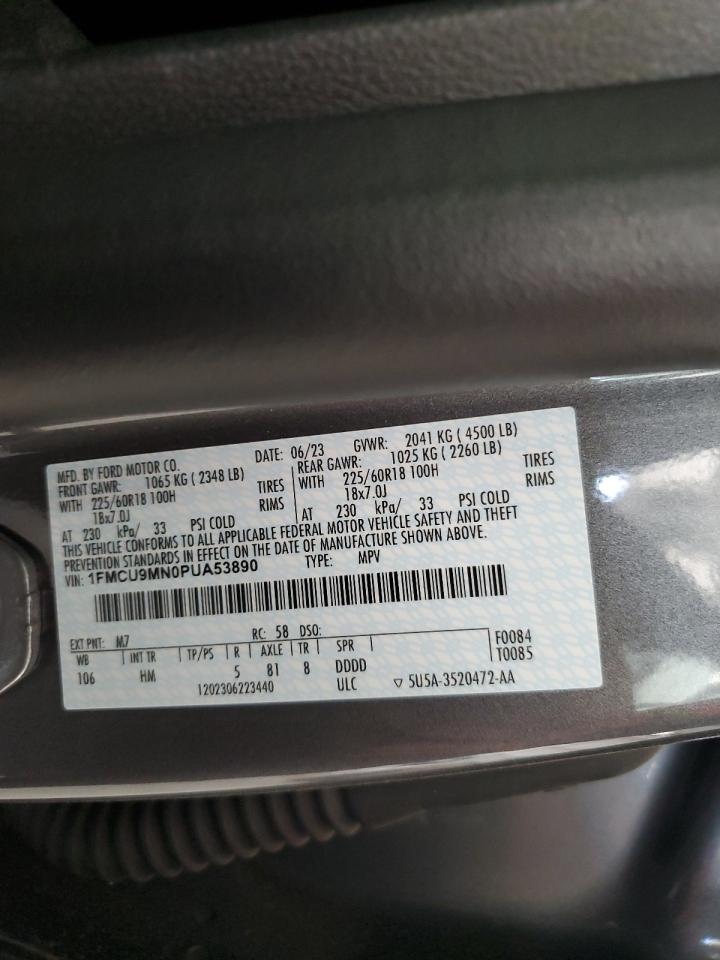 MFD. BY FORD MOTOR CO.
DATE: 06/23 GVWR: 2041 KG ( 4500 LB)
FRONT GAWR: 1065 KG ( 2348 LB)
WITH 225/60R18 100H TIRES
18x7.0J RIMS
AT 230 kPa/ 33 PSI COLD
REAR GAWR: 1025 KG ( 2260 LB)
WITH 225/60R18 100H TIRES
18x7.0J RIMS
AT 230 kPa/ 33 PSI COLD
THIS VEHICLE CONFORMS TO ALL APPLICABLE FEDERAL MOTOR VEHICLE SAFETY AND THEFT
PREVENTION STANDARDS IN EFFECT ON THE DATE OF MANUFACTURE SHOWN ABOVE.
VIN: 1FMCU9MN0PUA53890 TYPE: MPV
EXT PNT: M7 RC: 58 DSO: F0084
WB INT TR TP/PS R AXLE TR SPR T0085
106 HM 5 81 8 DDDD
1202306223440 ULC ▽ 5U5A-3520472-AA